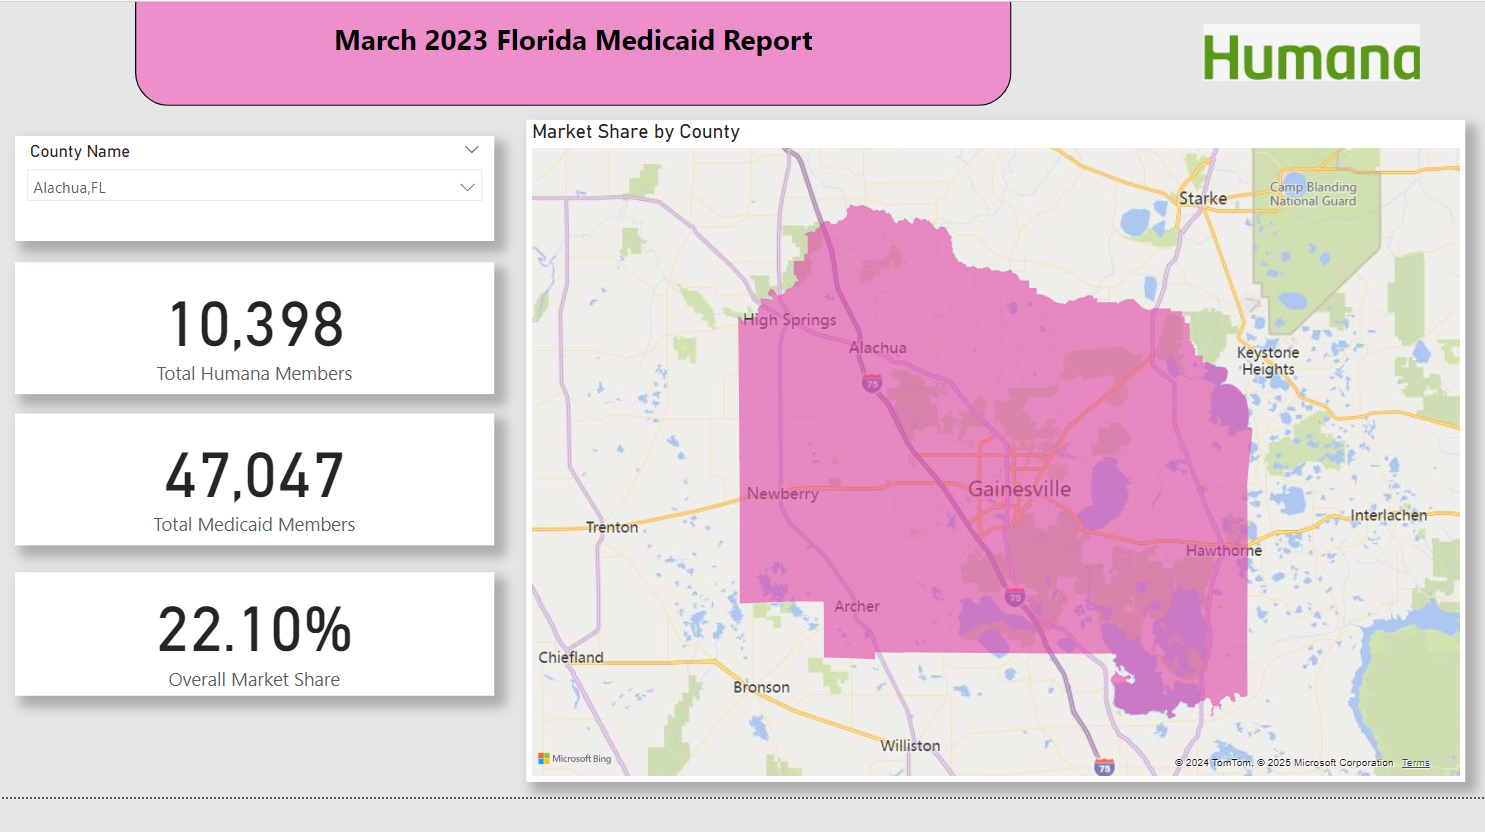 March 2023 Florida Medicaid Report
Humana
County Name
Alachua,FL
10,398
Total Humana Members
47,047
Total Medicaid Members
22.10%
Overall Market Share
Market Share by County
Starke
Camp Blanding
National Guard
High Springs
Alachua
75
Keystone
Heights
Newberry
Gainesville
Trenton
Interlachen
Hawthorne
75
Archer
Chiefland
Bronson
Williston
75
Microsoft Bing
© 2024 TomTom, © 2025 Microsoft Corporation Terms